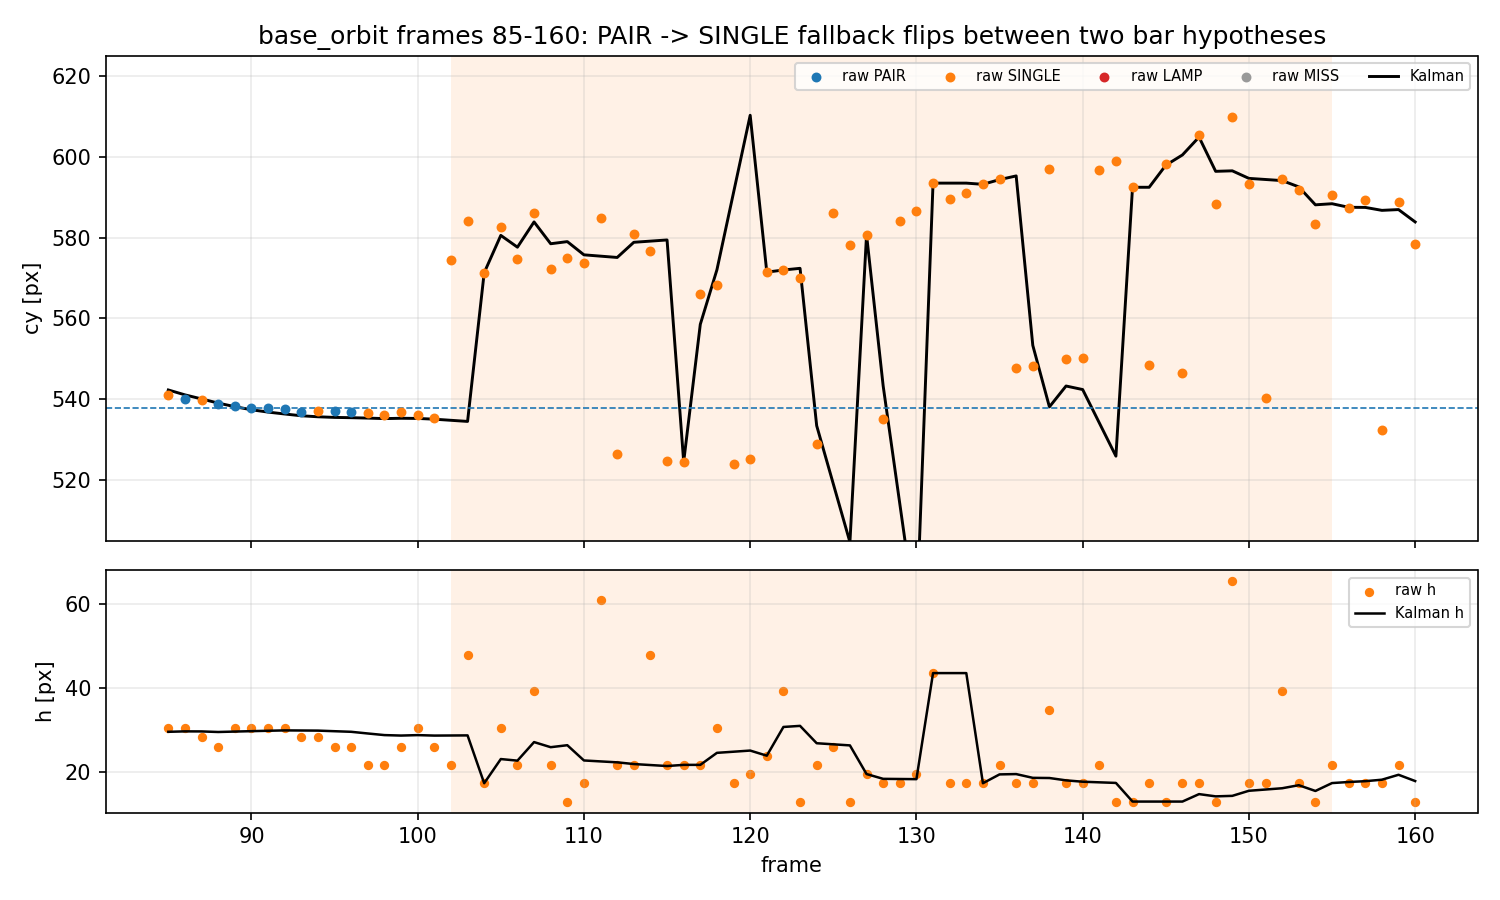 base_orbit frames 85-160: PAIR -> SINGLE fallback flips between two bar hypotheses
raw PAIR raw SINGLE raw LAMP raw MISS Kalman
620
600
580
560
540
520
cy [px]
raw h
Kalman h
60
40
20
h [px]
90 100 110 120 130 140 150 160
frame